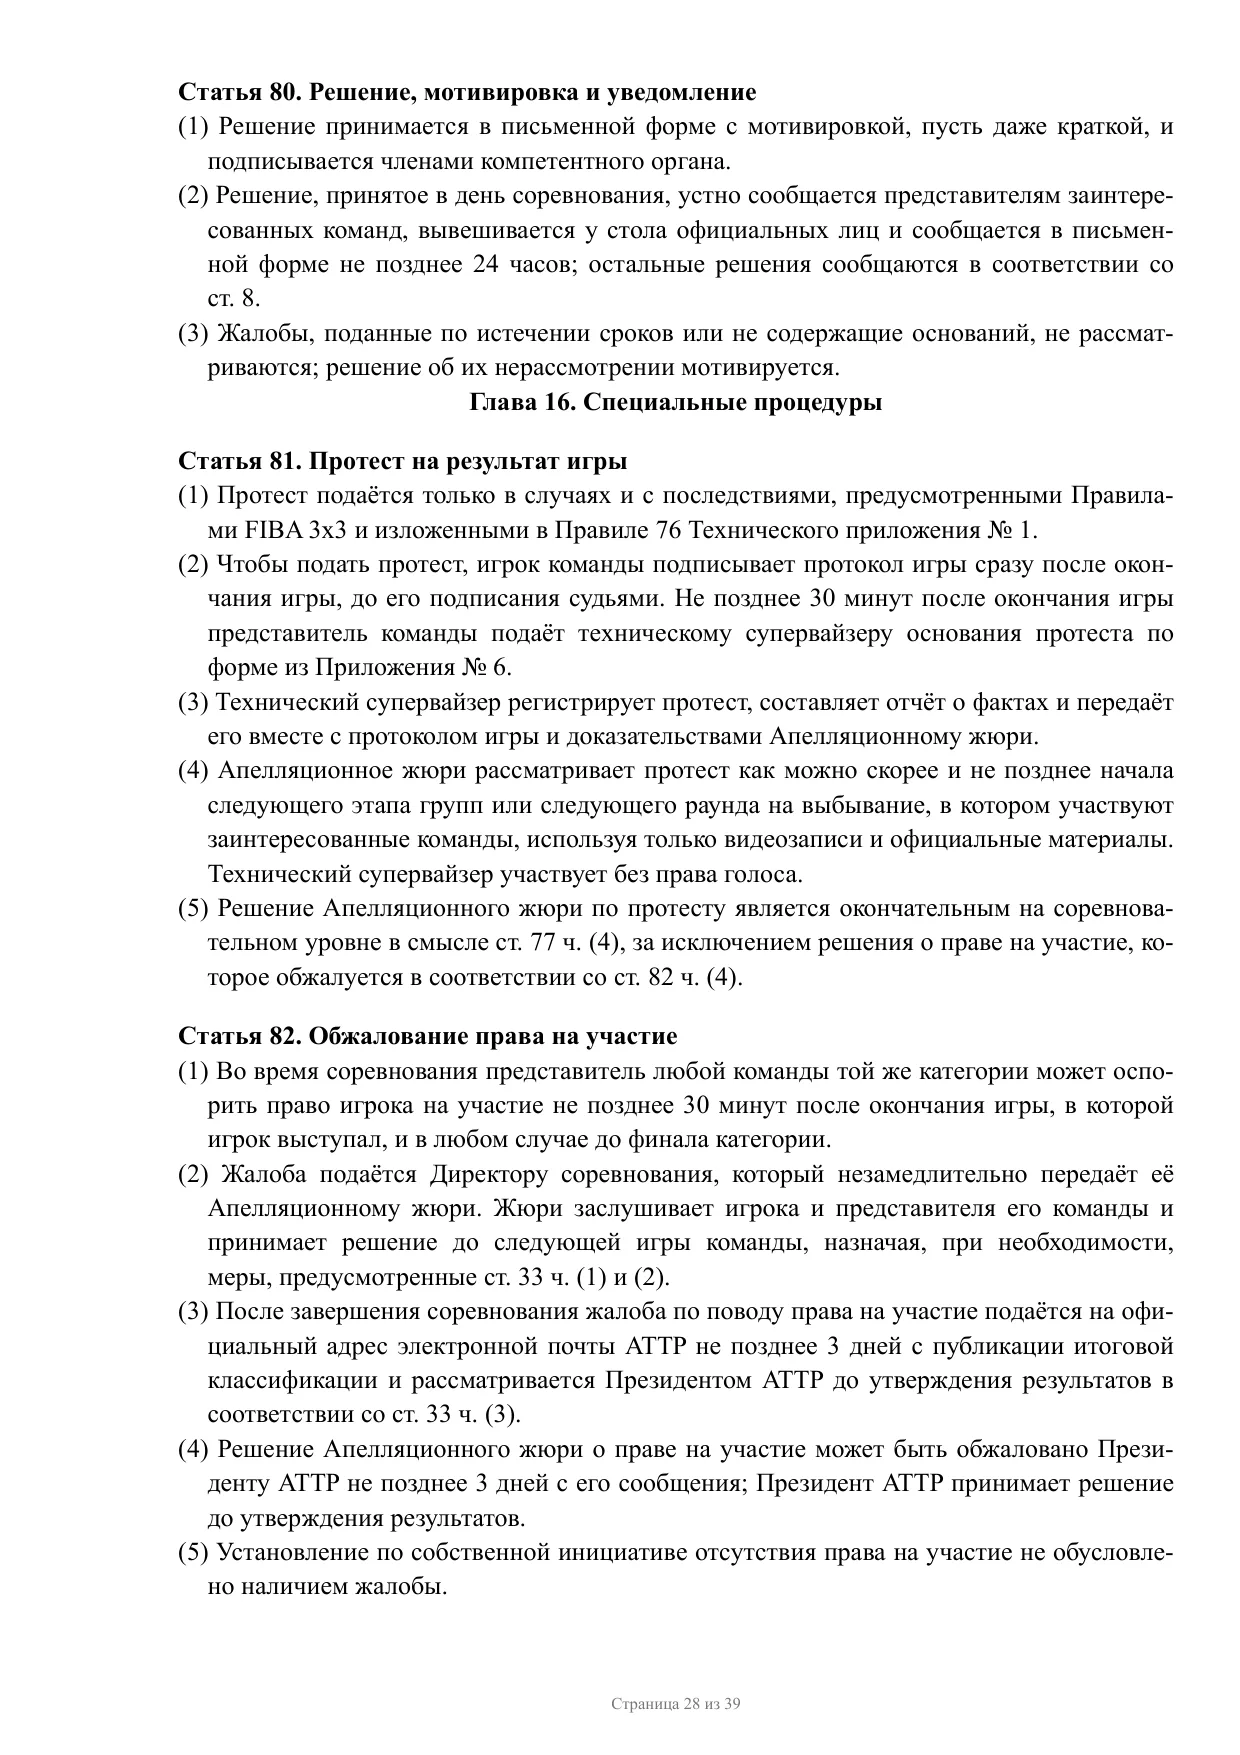 Статья 80. Решение, мотивировка и уведомление
(1) Решение принимается в письменной форме с мотивировкой, пусть даже краткой, и
подписывается членами компетентного органа.
(2) Решение, принятое в день соревнования, устно сообщается представителям заинтере-
сованных команд, вывешивается у стола официальных лиц и сообщается в письмен-
ной форме не позднее 24 часов; остальные решения сообщаются в соответствии со
ст. 8.
(3) Жалобы, поданные по истечении сроков или не содержащие оснований, не рассмат-
риваются; решение об их нерассмотрении мотивируется.
Глава 16. Специальные процедуры
Статья 81. Протест на результат игры
(1) Протест подаётся только в случаях и с последствиями, предусмотренными Правила-
ми FIBA 3x3 и изложенными в Правиле 76 Технического приложения № 1.
(2) Чтобы подать протест, игрок команды подписывает протокол игры сразу после окон-
чания игры, до его подписания судьями. Не позднее 30 минут после окончания игры
представитель команды подаёт техническому супервайзеру основания протеста по
форме из Приложения № 6.
(3) Технический супервайзер регистрирует протест, составляет отчёт о фактах и передаёт
его вместе с протоколом игры и доказательствами Апелляционному жюри.
(4) Апелляционное жюри рассматривает протест как можно скорее и не позднее начала
следующего этапа групп или следующего раунда на выбывание, в котором участвуют
заинтересованные команды, используя только видеозаписи и официальные материалы.
Технический супервайзер участвует без права голоса.
(5) Решение Апелляционного жюри по протесту является окончательным на соревнова-
тельном уровне в смысле ст. 77 ч. (4), за исключением решения о праве на участие, ко-
торое обжалуется в соответствии со ст. 82 ч. (4).
Статья 82. Обжалование права на участие
(1) Во время соревнования представитель любой команды той же категории может оспо-
рить право игрока на участие не позднее 30 минут после окончания игры, в которой
игрок выступал, и в любом случае до финала категории.
(2) Жалоба подаётся Директору соревнования, который незамедлительно передаёт её
Апелляционному жюри. Жюри заслушивает игрока и представителя его команды и
принимает решение до следующей игры команды, назначая, при необходимости,
меры, предусмотренные ст. 33 ч. (1) и (2).
(3) После завершения соревнования жалоба по поводу права на участие подаётся на офи-
циальный адрес электронной почты АТТР не позднее 3 дней с публикации итоговой
классификации и рассматривается Президентом АТТР до утверждения результатов в
соответствии со ст. 33 ч. (3).
(4) Решение Апелляционного жюри о праве на участие может быть обжаловано Прези-
денту АТТР не позднее 3 дней с его сообщения; Президент АТТР принимает решение
до утверждения результатов.
(5) Установление по собственной инициативе отсутствия права на участие не обусловле-
но наличием жалобы.
Страница 28 из 39